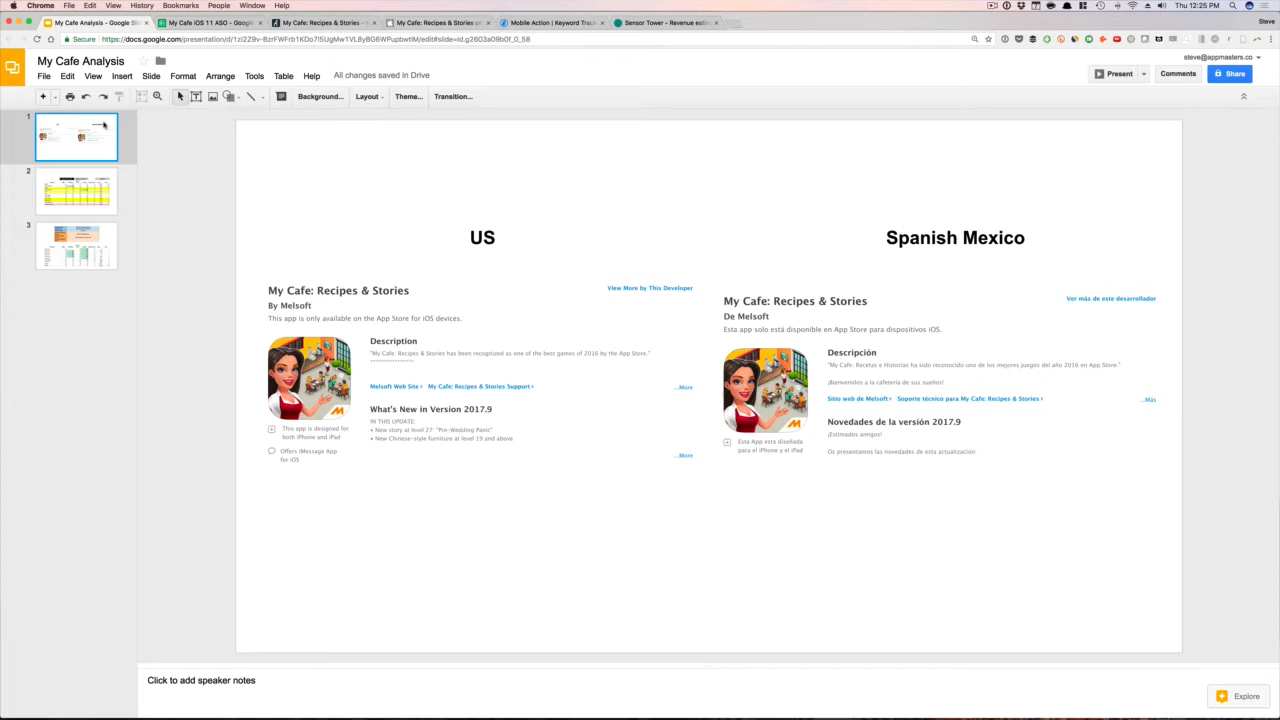 Chrome File Edit View History Bookmarks People Window Help Thu 12:25 PM
My Cafe Analysis - Google Sli
My Cafe iOS 11 ASO - Google
My Cafe: Recipes & Stories -
My Cafe: Recipes & Stories on
Mobile Action | Keyword Track
Sensor Tower - Revenue estim
Steve
Secure https://docs.google.com/presentation/d/1zI2Z9v-BzrFWFrb1KDo7I5UgMw1VL8yBG6WPupbwtIM/edit#slide=id.g2603a09b0f_0_58
My Cafe Analysis
steve@appmasters.co
File Edit View Insert Slide Format Arrange Tools Table Help All changes saved in Drive
Present Comments Share
Background... Layout Theme... Transition...
1
2
3
US
Spanish Mexico
My Cafe: Recipes & Stories
View More by This Developer
By Melsoft
This app is only available on the App Store for iOS devices.
Description
"My Cafe: Recipes & Stories has been recognized as one of the best games of 2016 by the App Store."
----------------
Melsoft Web Site My Cafe: Recipes & Stories Support
...More
What's New in Version 2017.9
IN THIS UPDATE:
• New story at level 27: "Pre-Wedding Panic"
• New Chinese-style furniture at level 19 and above
...More
This app is designed for
both iPhone and iPad
Offers iMessage App
for iOS
My Cafe: Recipes & Stories
Ver más de este desarrollador
De Melsoft
Esta app solo está disponible en App Store para dispositivos iOS.
Descripción
"My Cafe: Recetas e Historias ha sido reconocido uno de los mejores juegos del año 2016 en App Store."
¡Bienvenidos a la cafetería de sus sueños!
Sitio web de Melsoft Soporte técnico para My Cafe: Recipes & Stories
...Más
Novedades de la versión 2017.9
¡Estimados amigos!
Os presentamos las novedades de esta actualización:
Esta App esta diseñada
para el iPhone y el iPad
Click to add speaker notes
Explore